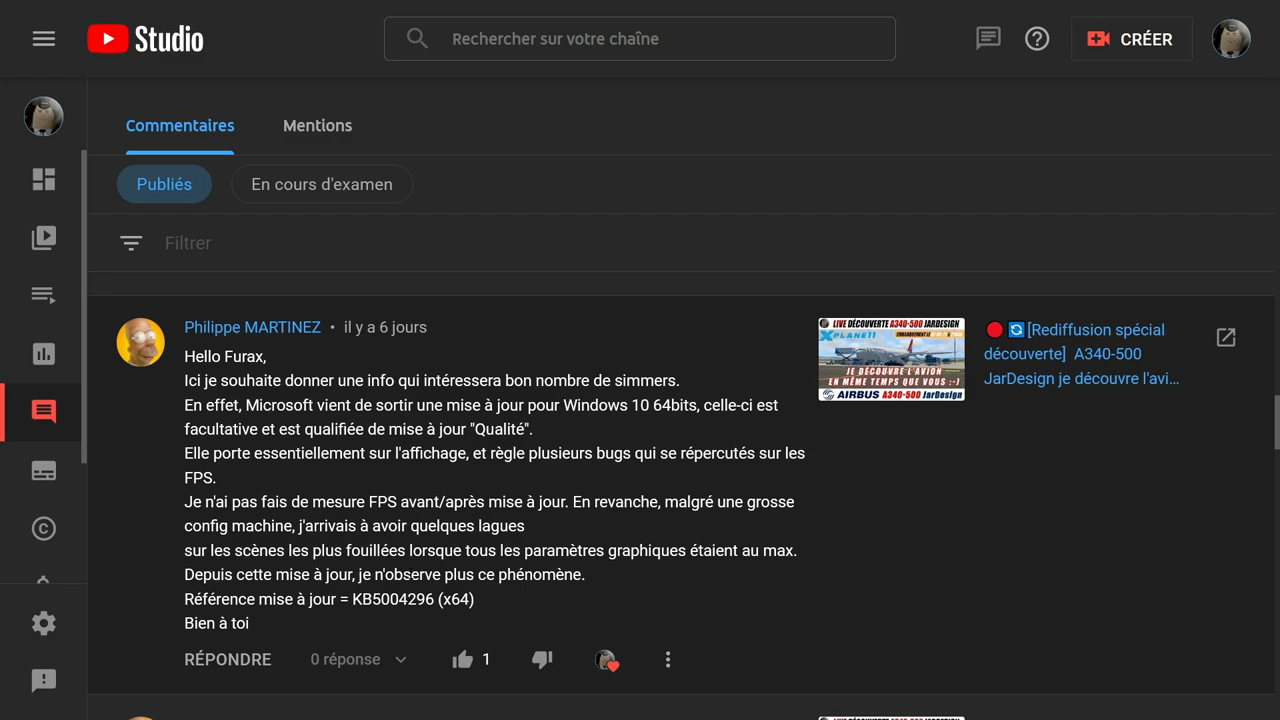 Studio
Rechercher sur votre chaîne
CRÉER
Commentaires
Mentions
Publiés
En cours d'examen
Filtrer
Philippe MARTINEZ • il y a 6 jours
Hello Furax,
Ici je souhaite donner une info qui intéressera bon nombre de simmers.
En effet, Microsoft vient de sortir une mise à jour pour Windows 10 64bits, celle-ci est
facultative et est qualifiée de mise à jour "Qualité".
Elle porte essentiellement sur l'affichage, et règle plusieurs bugs qui se répercutés sur les
FPS.
Je n'ai pas fais de mesure FPS avant/après mise à jour. En revanche, malgré une grosse
config machine, j'arrivais à avoir quelques lagues
sur les scènes les plus fouillées lorsque tous les paramètres graphiques étaient au max.
Depuis cette mise à jour, je n'observe plus ce phénomène.
Référence mise à jour = KB5004296 (x64)
Bien à toi
RÉPONDRE
0 réponse
1
LIVE DÉCOUVERTE A340-500 JARDESIGN
X PLANE11
JE DÉCOUVRE L'AVION
EN MÊME TEMPS QUE VOUS :-)
AIRBUS A340-500 JarDesign
[Rediffusion spécial
découverte] A340-500
JarDesign je découvre l'avi...